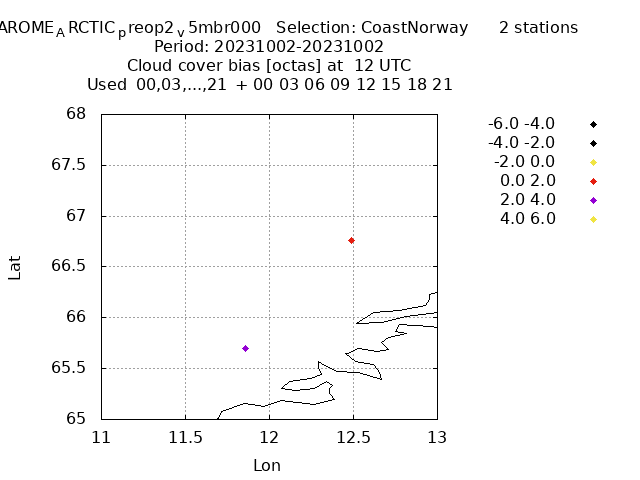 AROME_A RCTIC_p reop2_v 5mbr000 Selection: CoastNorway 2 stations
Period: 20231002-20231002
Cloud cover bias [octas] at 12 UTC
Used 00,03,...,21 + 00 03 06 09 12 15 18 21
68
67.5
67
66.5
66
65.5
65
Lat
11 11.5 12 12.5 13
Lon
-6.0 -4.0
-4.0 -2.0
-2.0 0.0
0.0 2.0
2.0 4.0
4.0 6.0